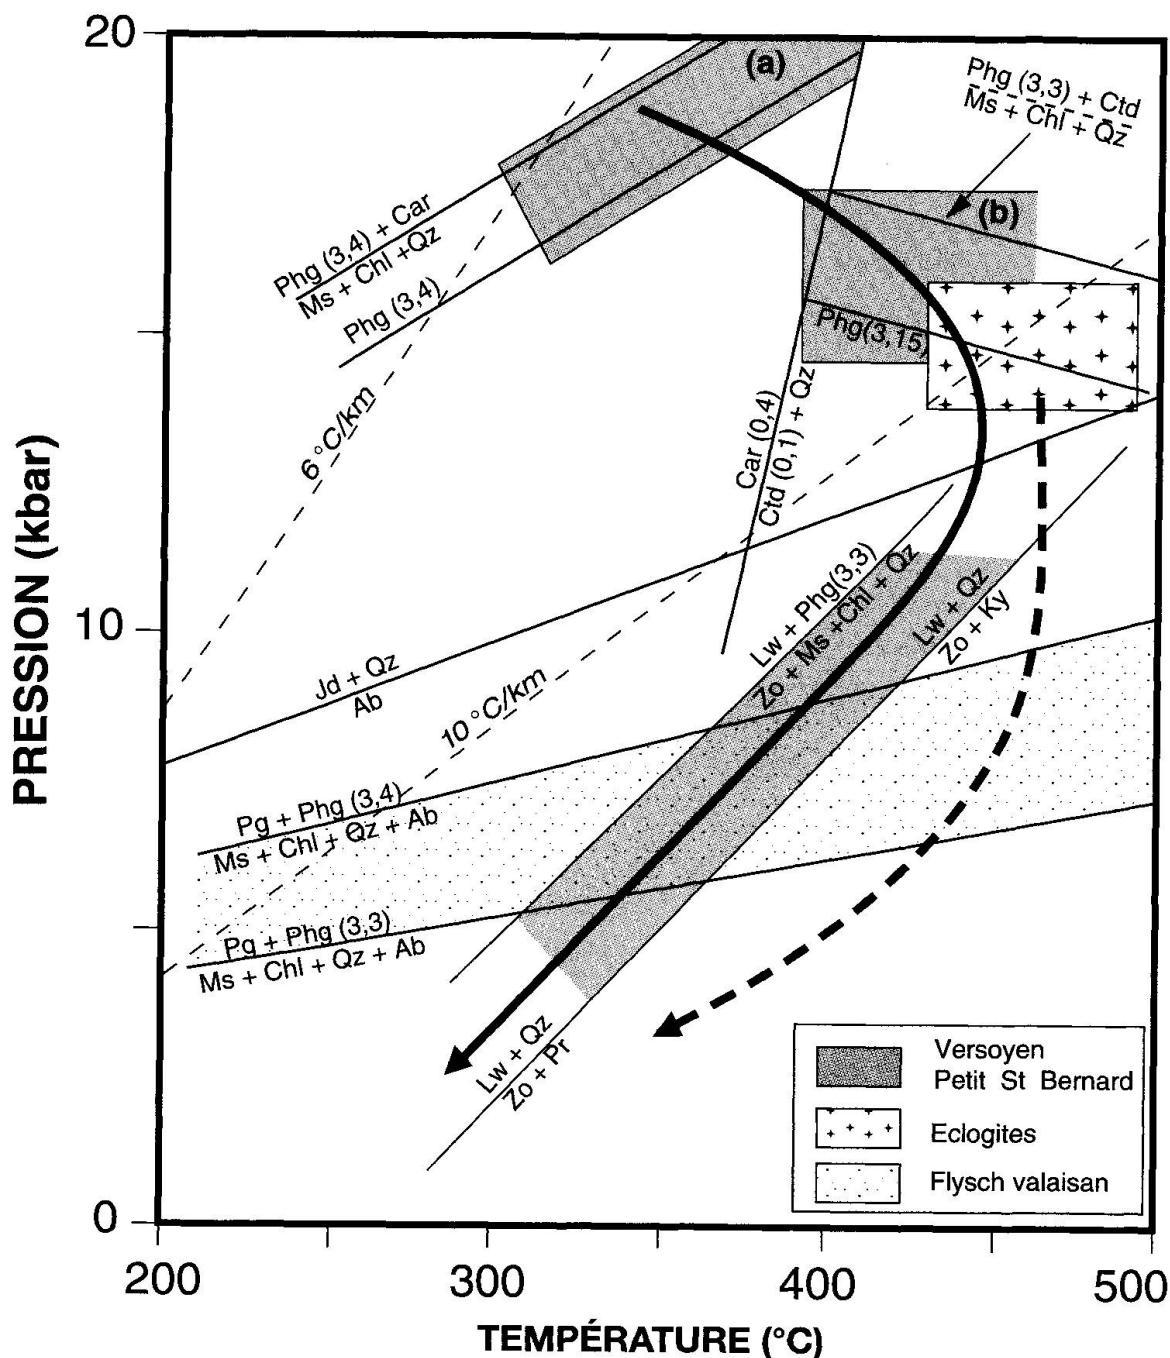 20
(a)
Phg (3,3) + Ctd
Ms + Chl + Qz
(b)
Phg (3,4) + Car
Ms + Chl +Qz
Phg (3,4)
Phg(3,15)
6 °C/km
Car (0,4)
Ctd (0,1) + Qz
PRESSION (kbar)
10
Lw + Phg(3,3)
Zo + Ms +Chl + Qz
Lw + Qz
Zo + Ky
Jd + Qz
Ab
10 °C/km
Pg + Phg (3,4)
Ms + Chl + Qz + Ab
Pg + Phg (3,3)
Ms + Chl + Qz + Ab
Lw + Qz
Zo + Pr
Versoyen
Petit St Bernard
Eclogites
Flysch valaisan
0
200
300
400
500
TEMPÉRATURE (°C)